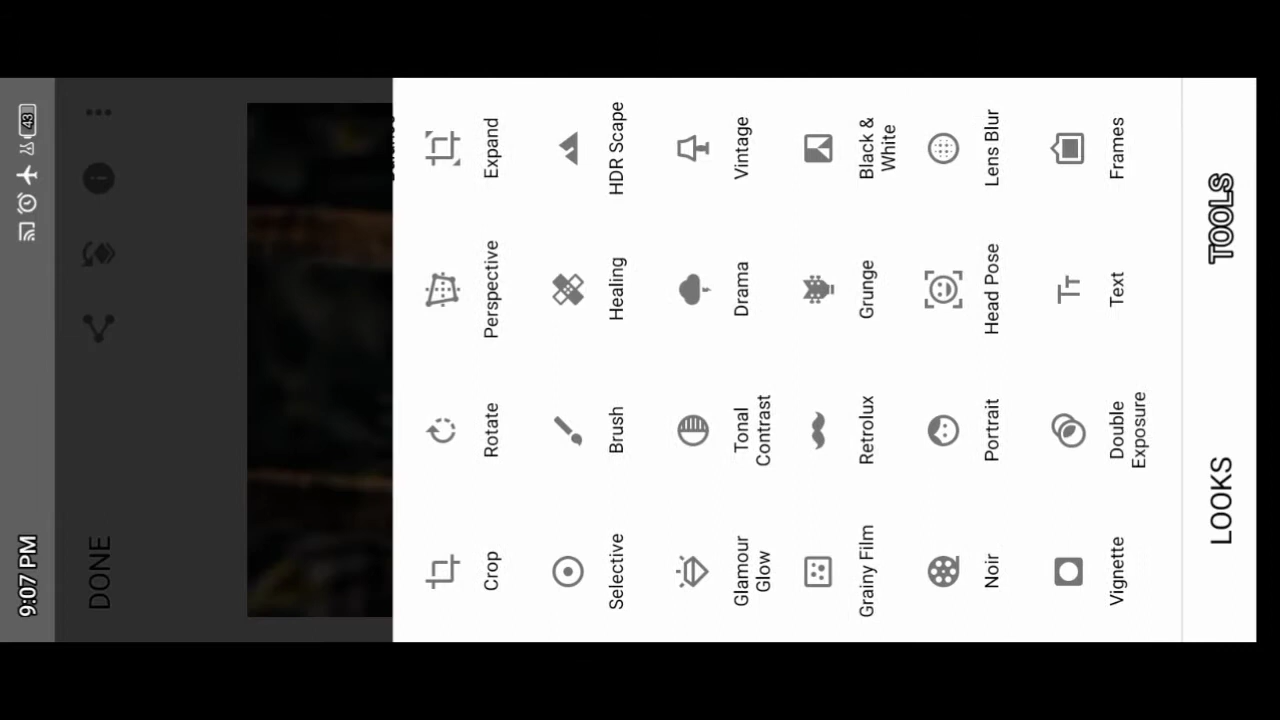 9:07 PM 43
DONE
Crop Rotate Perspective Expand
Selective Brush Healing HDR Scape
Glamour Tonal Drama Vintage
Glow Contrast
Grainy Film Retrolux Grunge Black &
White
Noir Portrait Head Pose Lens Blur
Vignette Double Text Frames
Exposure
LOOKS TOOLS